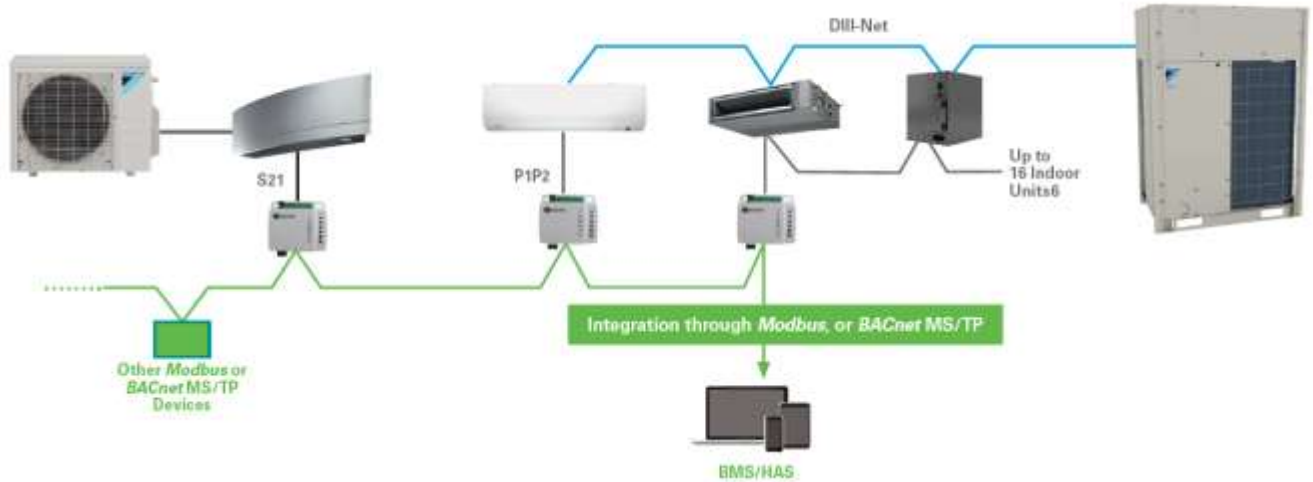 DIII-Net
Up to
16 Indoor
Units6
S21
P1P2
Integration through Modbus, or BACnet MS/TP
Other Modbus or
BACnet MS/TP
Devices
BMS/HAS